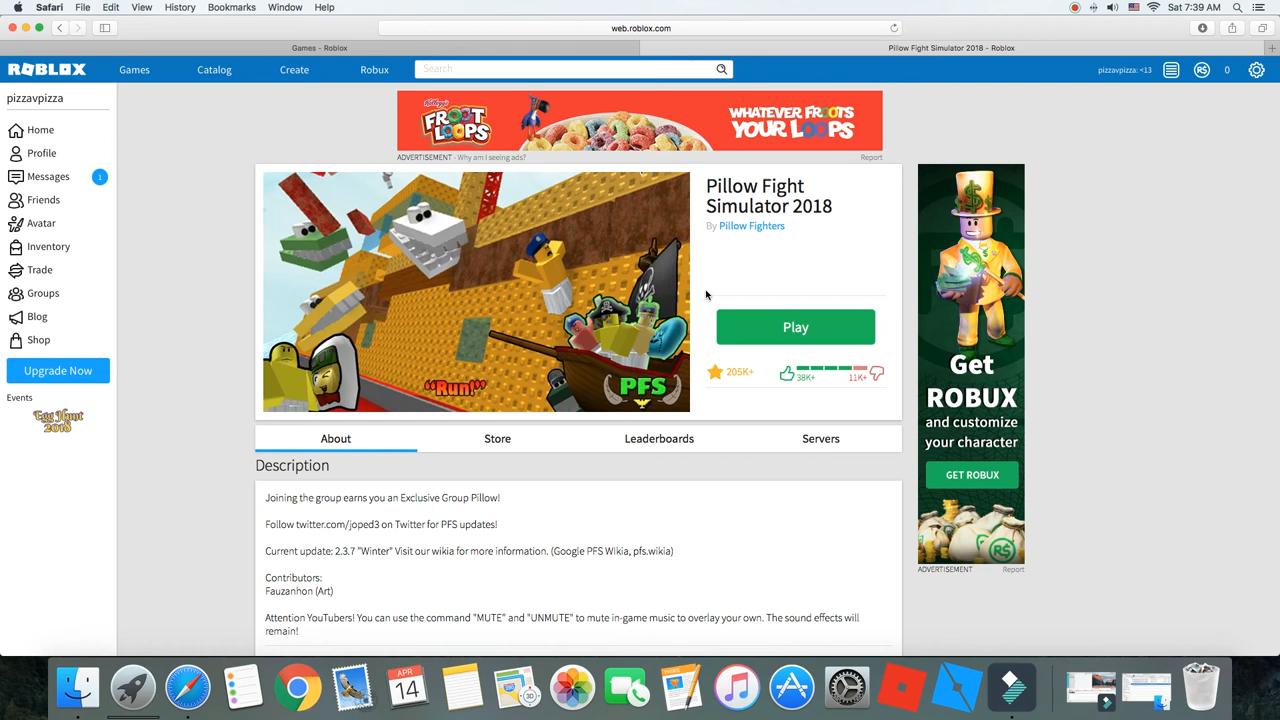 Safari File Edit View History Bookmarks Window Help
Sat 7:39 AM
web.roblox.com
Games - Roblox
Pillow Fight Simulator 2018 - Roblox
ROBLOX Games Catalog Create Robux Search
pizzavpizza: <13 0
pizzavpizza
Home
Profile
Messages 1
Friends
Avatar
Inventory
Trade
Groups
Blog
Shop
Upgrade Now
Events
Egg Hunt
2018
Kellogg's
FROOT
LOOPS
WHATEVER FROOTS
YOUR LOOPS
ADVERTISEMENT - Why am I seeing ads? Report
"Run!"
PFS
Pillow Fight
Simulator 2018
By Pillow Fighters
Play
205K+ 38K+ 11K+
About Store Leaderboards Servers
Description
Joining the group earns you an Exclusive Group Pillow!
Follow twitter.com/joped3 on Twitter for PFS updates!
Current update: 2.3.7 "Winter" Visit our wikia for more information. (Google PFS Wikia, pfs.wikia)
Contributors:
Fauzanhon (Art)
Attention YouTubers! You can use the command "MUTE" and "UNMUTE" to mute in-game music to overlay your own. The sound effects will
remain!
Get
ROBUX
and customize
your character
GET ROBUX
R$
ADVERTISEMENT Report
APR
14
3D